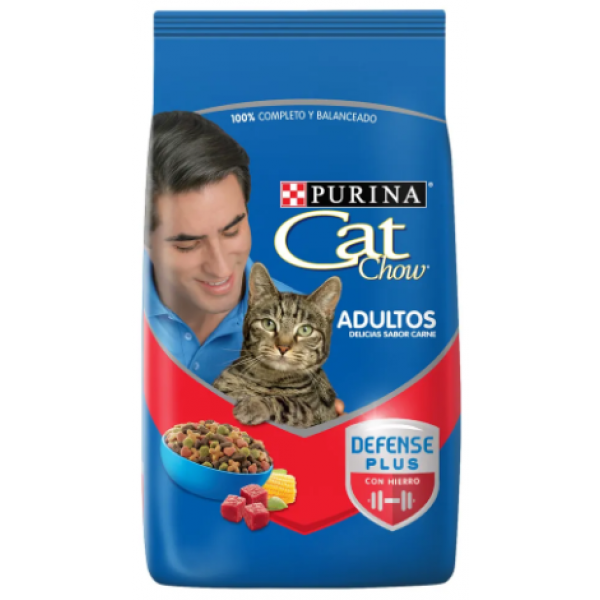 100% COMPLETO Y BALANCEADO
PURINA®
Cat
Chow®
ADULTOS
DELICIAS SABOR CARNE
DEFENSE
PLUS
CON HIERRO